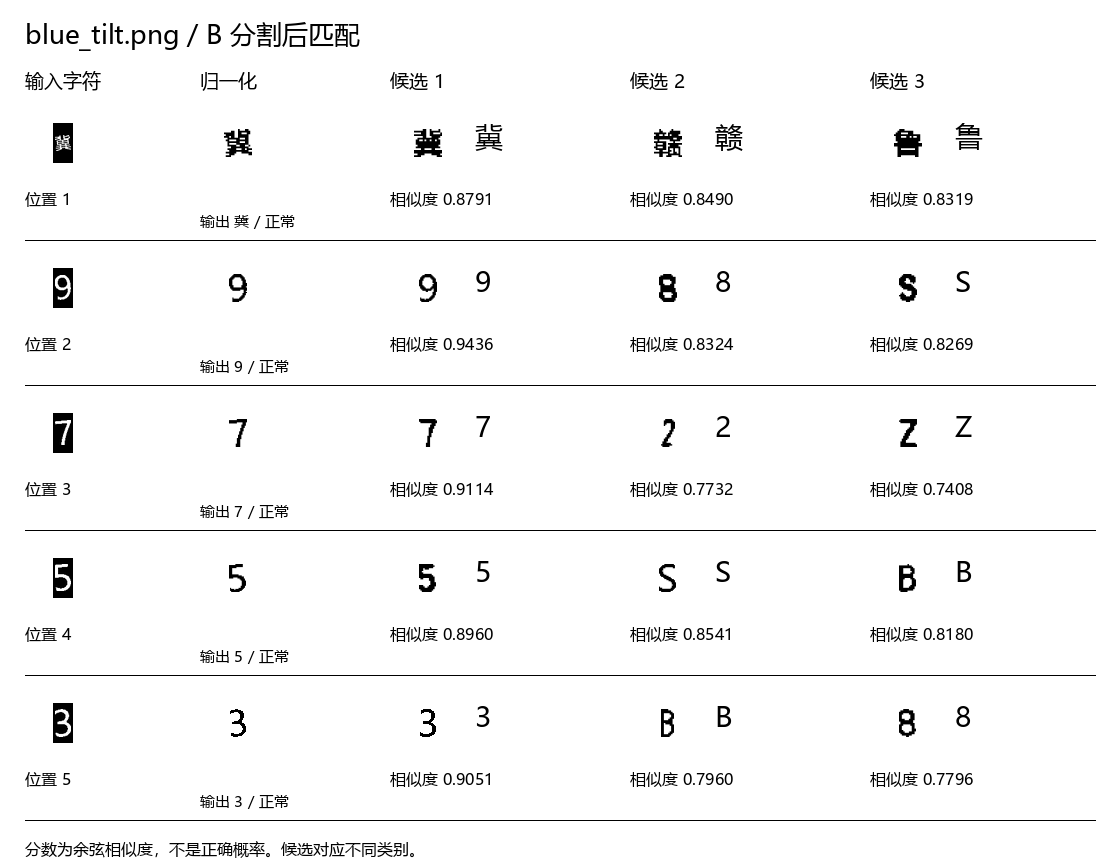 blue_tilt.png / B 分割后匹配
输入字符 归一化 候选 1 候选 2 候选 3
冀 冀 冀 冀 赣 赣 鲁 鲁
位置 1 相似度 0.8791 相似度 0.8490 相似度 0.8319
输出 冀 / 正常
9 9 9 9 8 8 S S
位置 2 相似度 0.9436 相似度 0.8324 相似度 0.8269
输出 9 / 正常
7 7 7 7 2 2 Z Z
位置 3 相似度 0.9114 相似度 0.7732 相似度 0.7408
输出 7 / 正常
5 5 5 5 S S B B
位置 4 相似度 0.8960 相似度 0.8541 相似度 0.8180
输出 5 / 正常
3 3 3 3 B B 8 8
位置 5 相似度 0.9051 相似度 0.7960 相似度 0.7796
输出 3 / 正常
分数为余弦相似度，不是正确概率。候选对应不同类别。